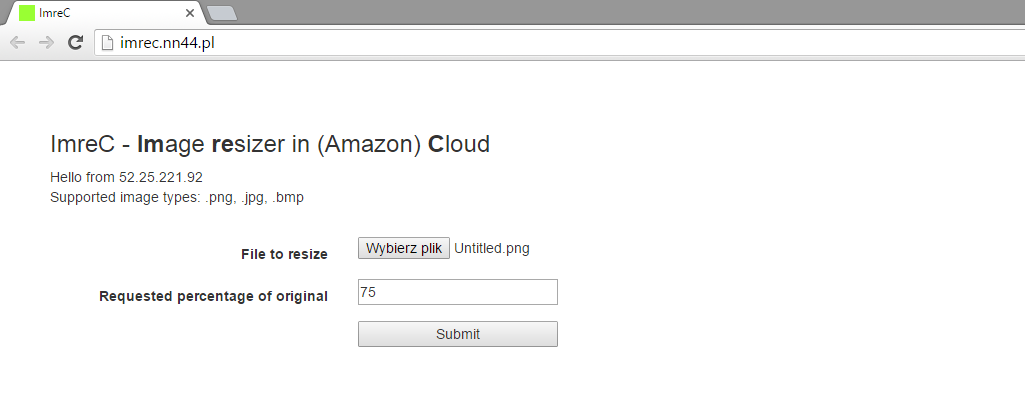 ImreC
imrec.nn44.pl
ImreC - Image resizer in (Amazon) Cloud
Hello from 52.25.221.92
Supported image types: .png, .jpg, .bmp
File to resize Wybierz plik Untitled.png
Requested percentage of original 75
Submit